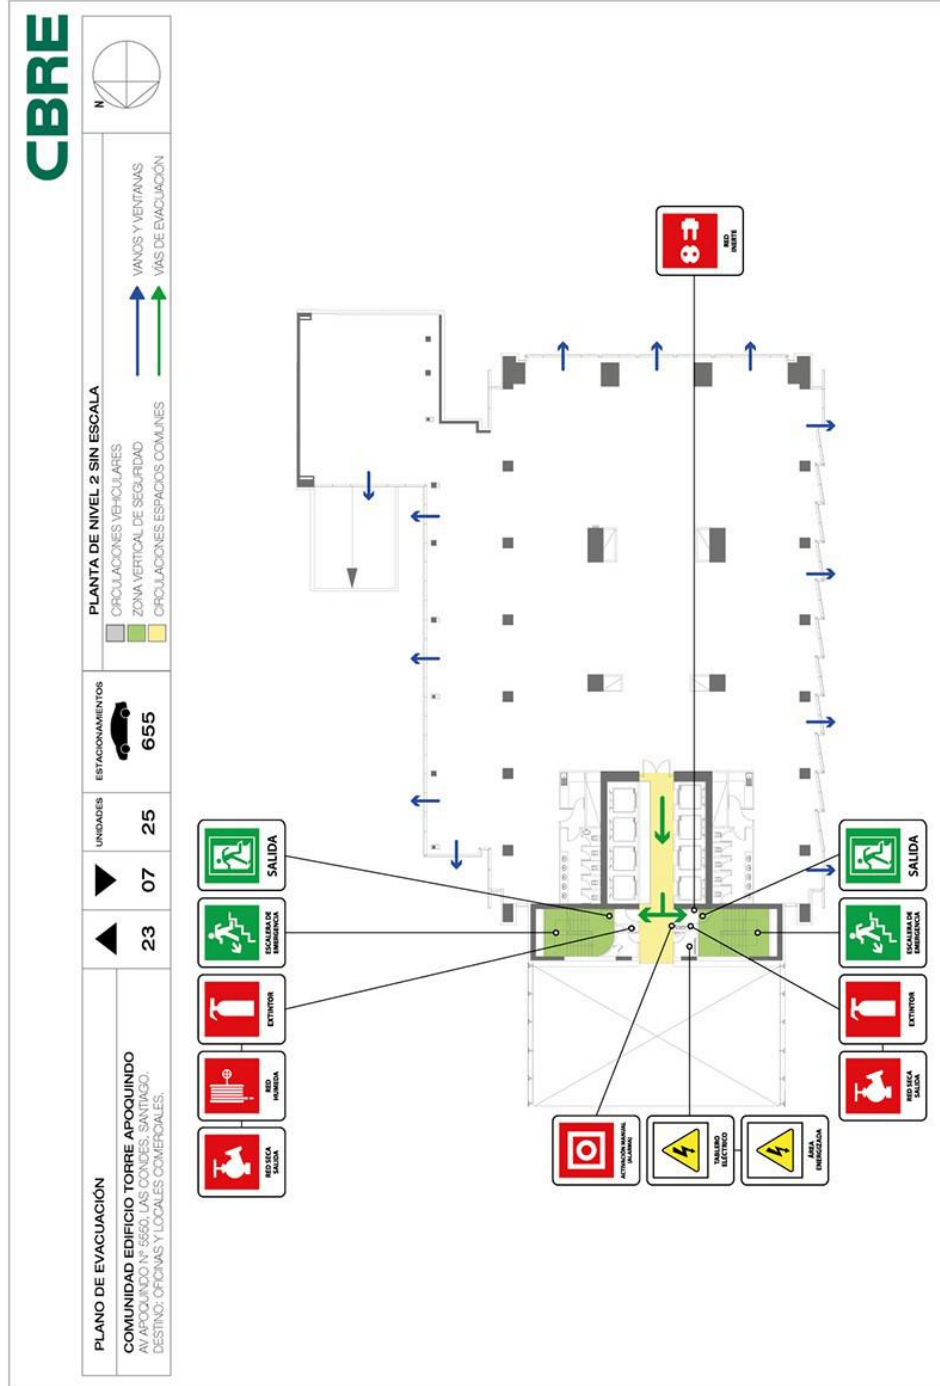 CBRE
PLANO DE EVACUACIÓN
COMUNIDAD EDIFICIO TORRE APOQUINDO
AV APOQUINDO Nº 5550, LAS CONDES, SANTIAGO.
DESTINO: OFICINAS Y LOCALES COMERCIALES.
23
07
UNIDADES
25
ESTACIONAMIENTOS
655
PLANTA DE NIVEL 2 SIN ESCALA
CIRCULACIONES VEHICULARES
ZONA VERTICAL DE SEGURIDAD
CIRCULACIONES ESPACIOS COMUNES
VANOS Y VENTANAS
VÍAS DE EVACUACIÓN
N
RED SECA
SALIDA
RED
HUMEDA
EXTINTOR
ESCALERA DE
EMERGENCIA
SALIDA
RED
INERTE
ACTIVACIÓN MANUAL
(ALARMA)
TABLERO
ELÉCTRICO
ÁREA
ENERGIZADA
RED SECA
SALIDA
EXTINTOR
ESCALERA DE
EMERGENCIA
SALIDA